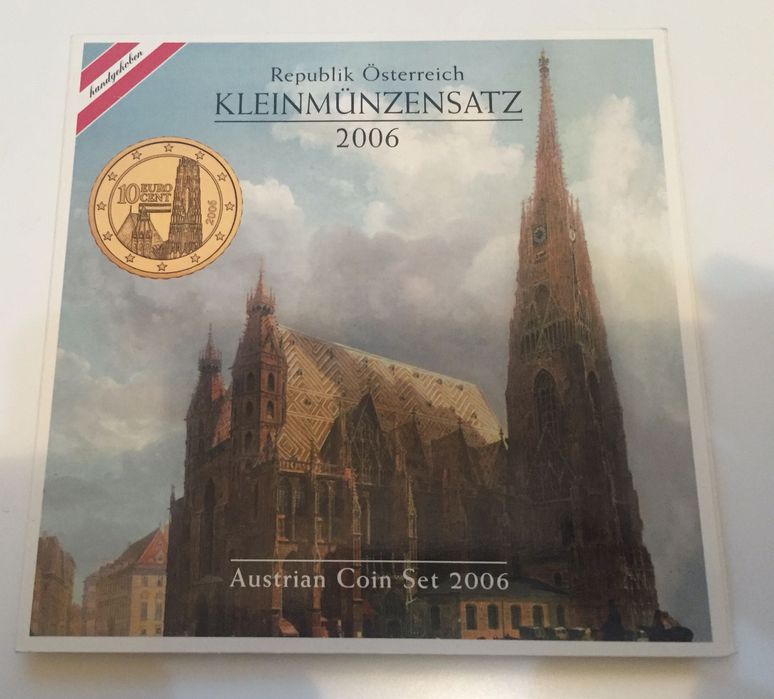 handgehoben
Republik Österreich
KLEINMÜNZENSATZ
2006
10 EURO
CENT
2006
Austrian Coin Set 2006